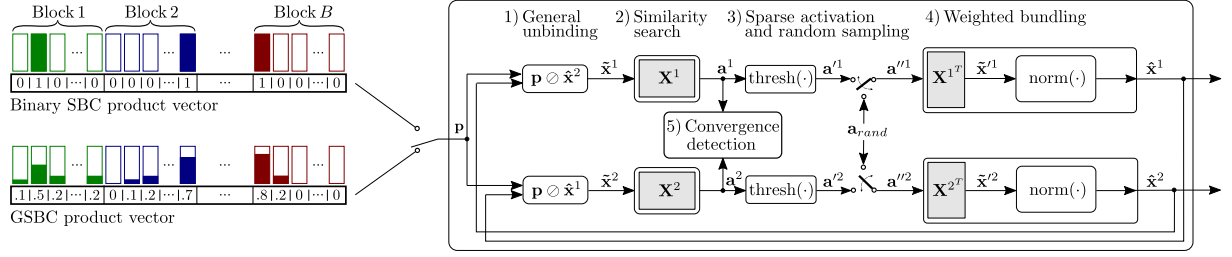 Block 1 Block 2 Block B
0 | 1 | 0 | ··· | 0 | 0 | 0 | 0 | ··· | 1 | ... | 1 | 0 | 0 | ··· | 0
Binary SBC product vector
.1 | .5 | .2 | ··· | .2 | 0 | .1 | .2 | ··· | .7 | ... | .8 | .2 | 0 | ··· | 0
GSBC product vector
p
1) General
unbinding
2) Similarity
search
3) Sparse activation
and random sampling
4) Weighted bundling
p ⊘ x̂² x̃¹ X¹ a¹ thresh(·) a′¹ a″¹ X¹ᵀ x̃′¹ norm(·) x̂¹
5) Convergence
detection
a_rand
p ⊘ x̂¹ x̃² X² a² thresh(·) a′² a″² X²ᵀ x̃′² norm(·) x̂²